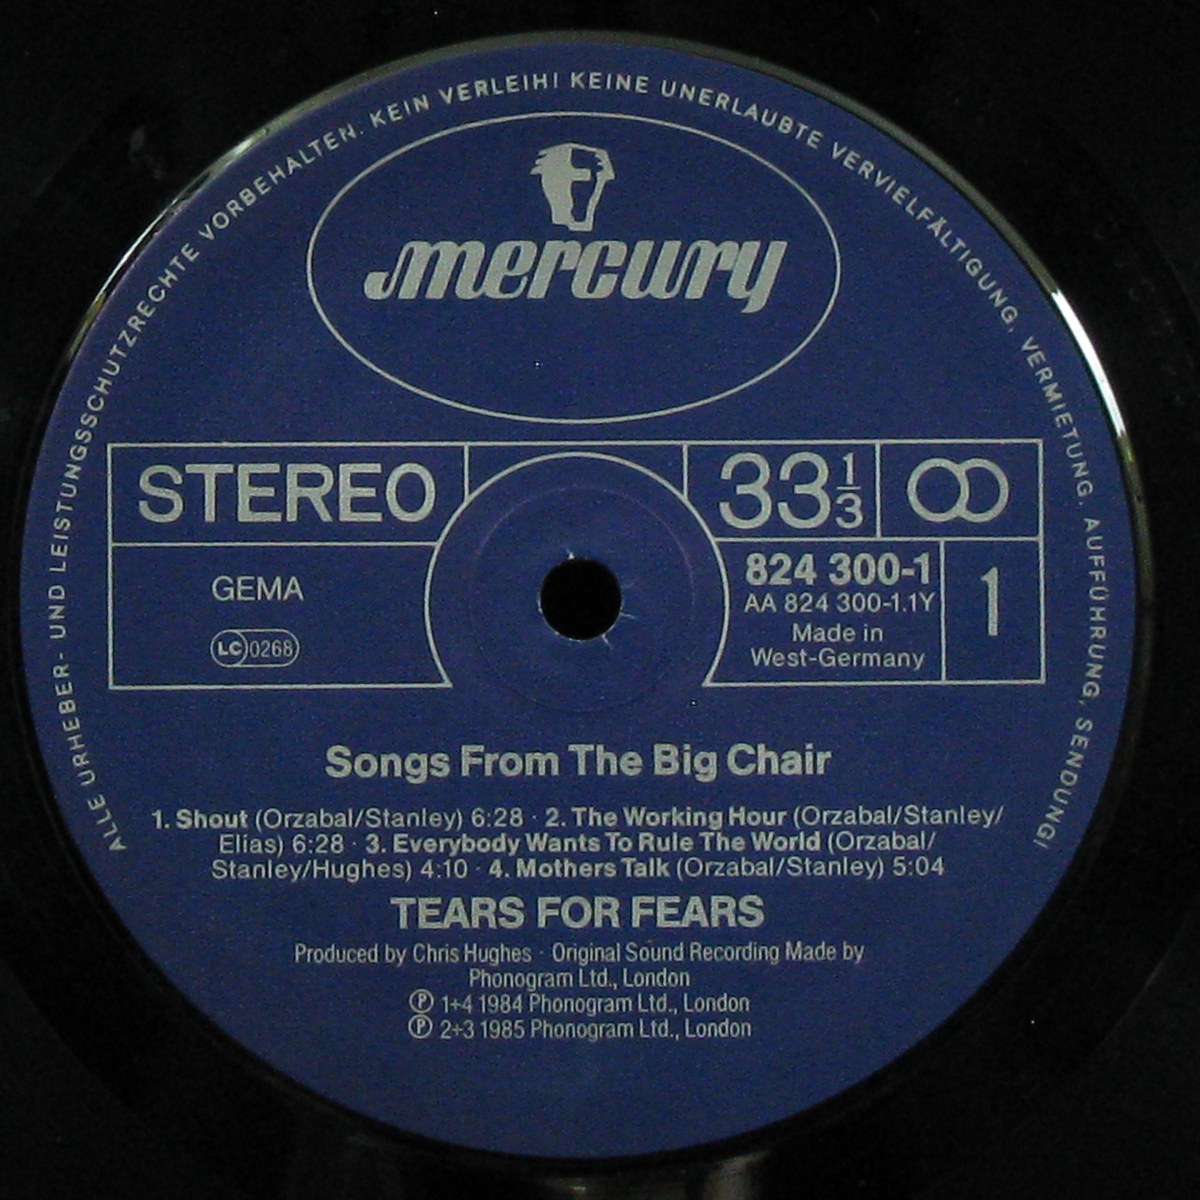 ALLE URHEBER- UND LEISTUNGSSCHUTZRECHTE VORBEHALTEN. KEIN VERLEIH! KEINE UNERLAUBTE VERVIELFÄLTIGUNG, VERMIETUNG, AUFFÜHRUNG, SENDUNG!
mercury
STEREO
33 1/3
GEMA
LC 0268
824 300-1
AA 824 300-1.1Y
Made in
West-Germany
1
Songs From The Big Chair
1. Shout (Orzabal/Stanley) 6:28 · 2. The Working Hour (Orzabal/Stanley/
Elias) 6:28 · 3. Everybody Wants To Rule The World (Orzabal/
Stanley/Hughes) 4:10 · 4. Mothers Talk (Orzabal/Stanley) 5:04
TEARS FOR FEARS
Produced by Chris Hughes · Original Sound Recording Made by
Phonogram Ltd., London
℗ 1+4 1984 Phonogram Ltd., London
℗ 2+3 1985 Phonogram Ltd., London